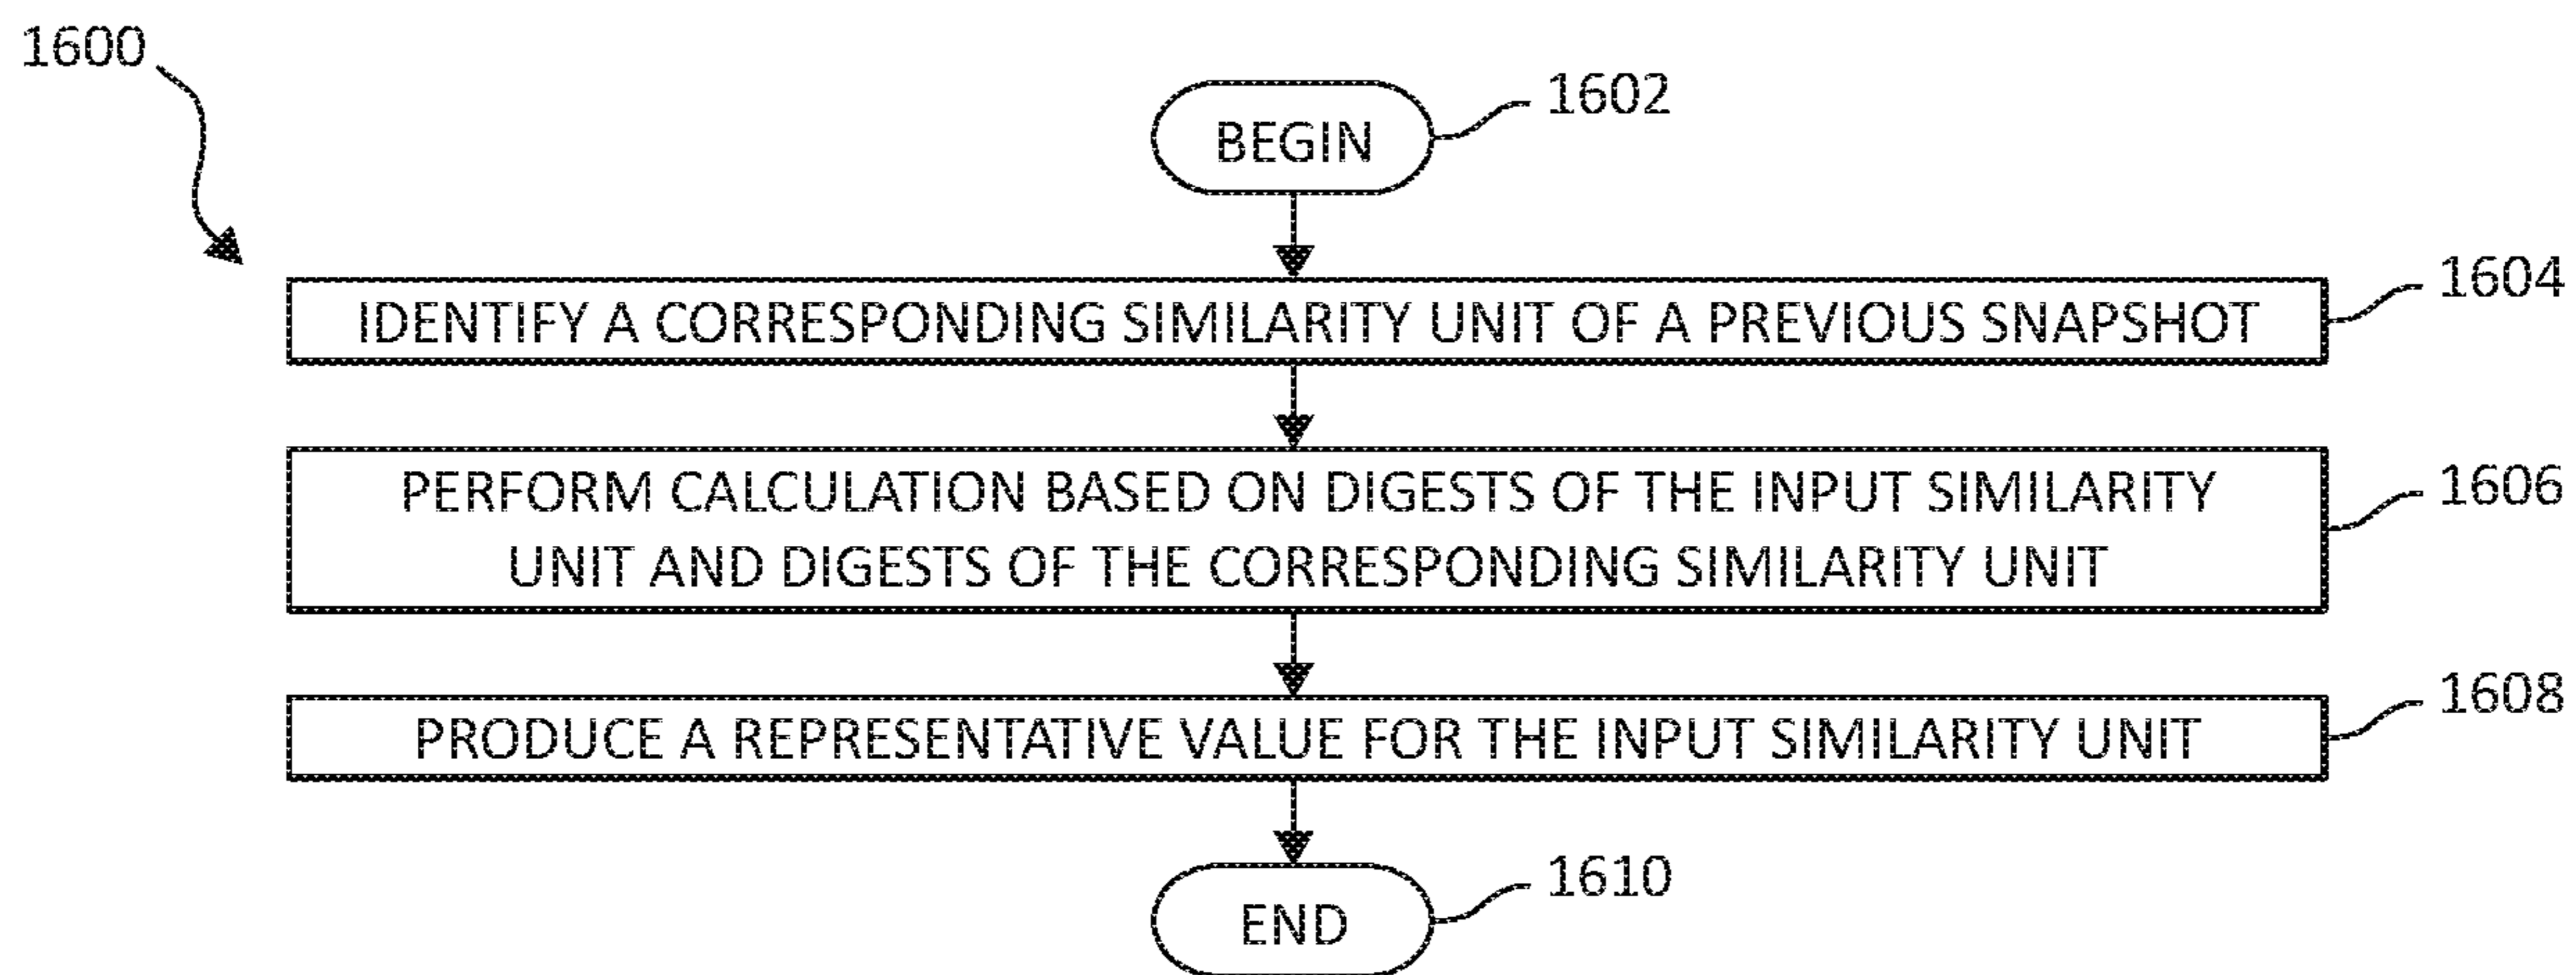 1600
BEGIN
1602
IDENTIFY A CORRESPONDING SIMILARITY UNIT OF A PREVIOUS SNAPSHOT
1604
PERFORM CALCULATION BASED ON DIGESTS OF THE INPUT SIMILARITY
UNIT AND DIGESTS OF THE CORRESPONDING SIMILARITY UNIT
1606
PRODUCE A REPRESENTATIVE VALUE FOR THE INPUT SIMILARITY UNIT
1608
END
1610